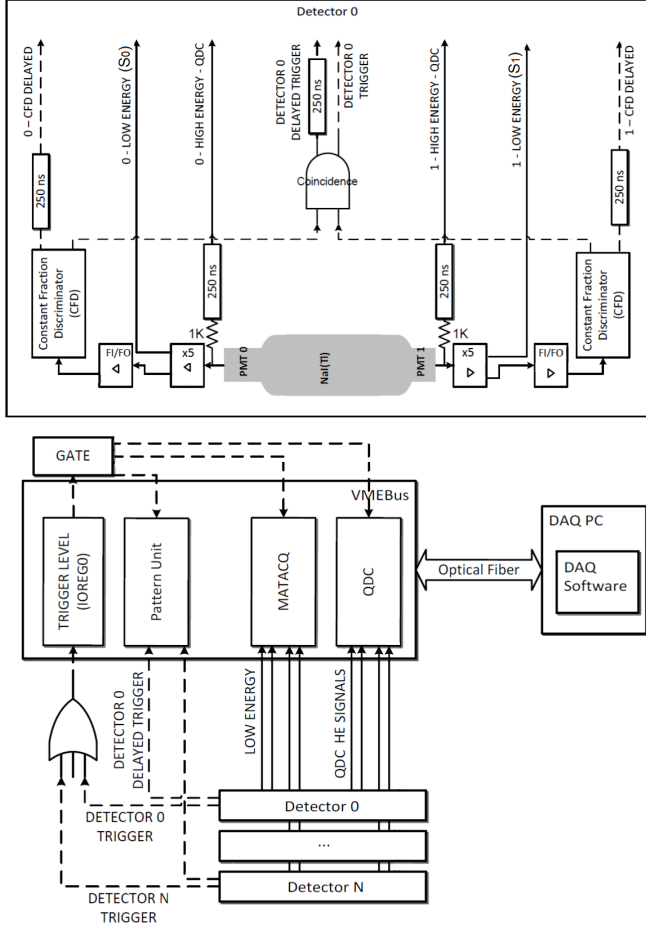 Detector 0
0 – CFD DELAYED
0 - LOW ENERGY (S0)
0 - HIGH ENERGY - QDC
DETECTOR 0
DELAYED TRIGGER
DETECTOR 0
TRIGGER
1 - HIGH ENERGY - QDC
1 - LOW ENERGY (S1)
1 – CFD DELAYED
250 ns
250 ns
250 ns
Coincidence
Constant Fraction
Discriminator
(CFD)
250 ns
250 ns
Constant Fraction
Discriminator
(CFD)
1K
1K
FI/FO
x5
PMT 0
NaI(Tl)
PMT 1
x5
FI/FO
GATE
VMEBus
TRIGGER LEVEL
(IOREG0)
Pattern Unit
MATACQ
QDC
Optical Fiber
DAQ PC
DAQ
Software
DETECTOR 0
DELAYED TRIGGER
LOW ENERGY
QDC HE SIGNALS
Detector 0
DETECTOR 0
TRIGGER
...
Detector N
DETECTOR N
TRIGGER